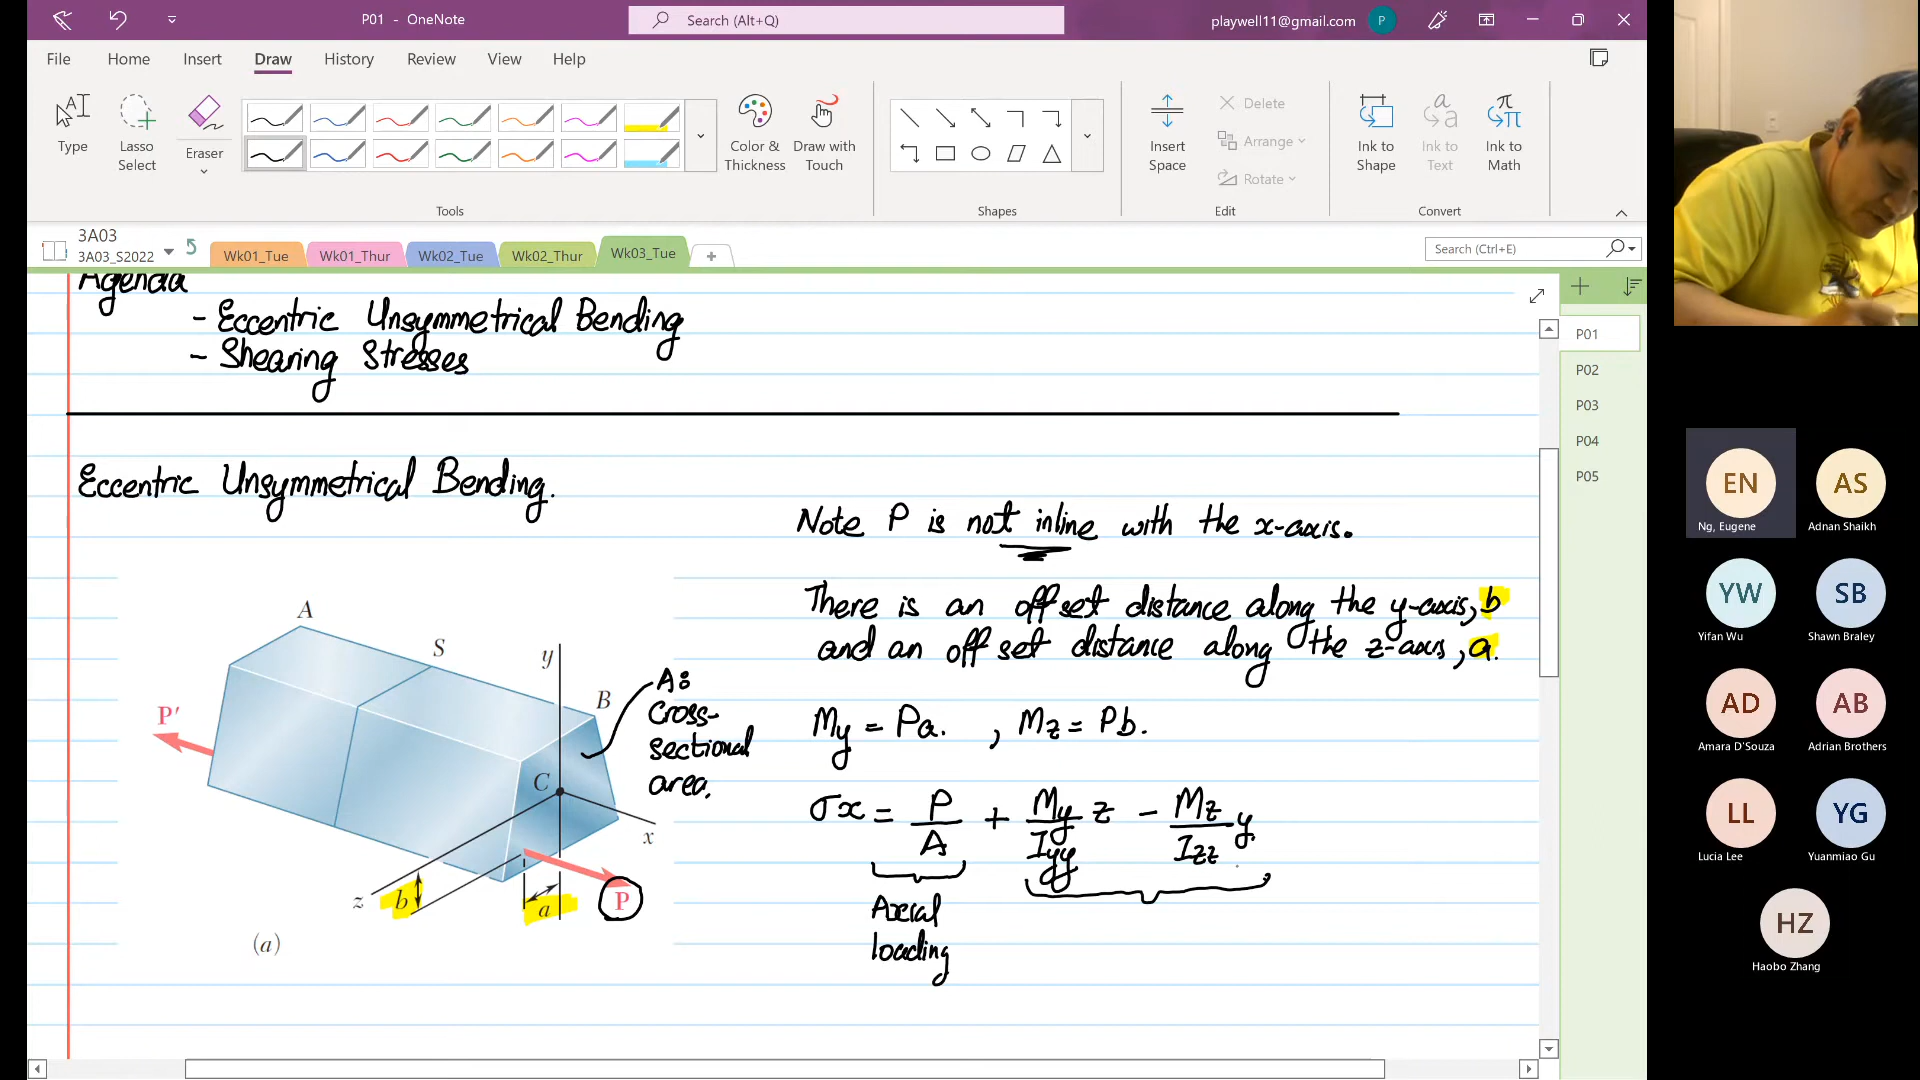 P01 - OneNote
Search (Alt+Q)
playwell11@gmail.com
P
File Home Insert Draw History Review View Help
Type
Lasso Select
Eraser
Color & Thickness
Draw with Touch
Insert Space
Delete
Arrange
Rotate
Ink to Shape
Ink to Text
Ink to Math
Tools
Shapes
Edit
Convert
3A03
3A03_S2022
Wk01_Tue
Wk01_Thur
Wk02_Tue
Wk02_Thur
Wk03_Tue
Search (Ctrl+E)
P01
P02
P03
P04
P05
Agenda
- Eccentric Unsymmetrical Bending
- Shearing Stresses
Eccentric Unsymmetrical Bending.
Note P is not inline with the x-axis.
There is an offset distance along the y-axis, b
and an offset distance along the z-axis, a.
My = Pa. , Mz = Pb.
σx = P/A + My/Iyy z - Mz/Izz y.
Axial
loading
A
S
y
B
P'
C
x
z
b
a
P
(a)
A:
Cross-
sectional
area.
EN
Ng, Eugene
AS
Adnan Shaikh
YW
Yifan Wu
SB
Shawn Braley
AD
Amara D'Souza
AB
Adrian Brothers
LL
Lucia Lee
YG
Yuanmiao Gu
HZ
Haobo Zhang